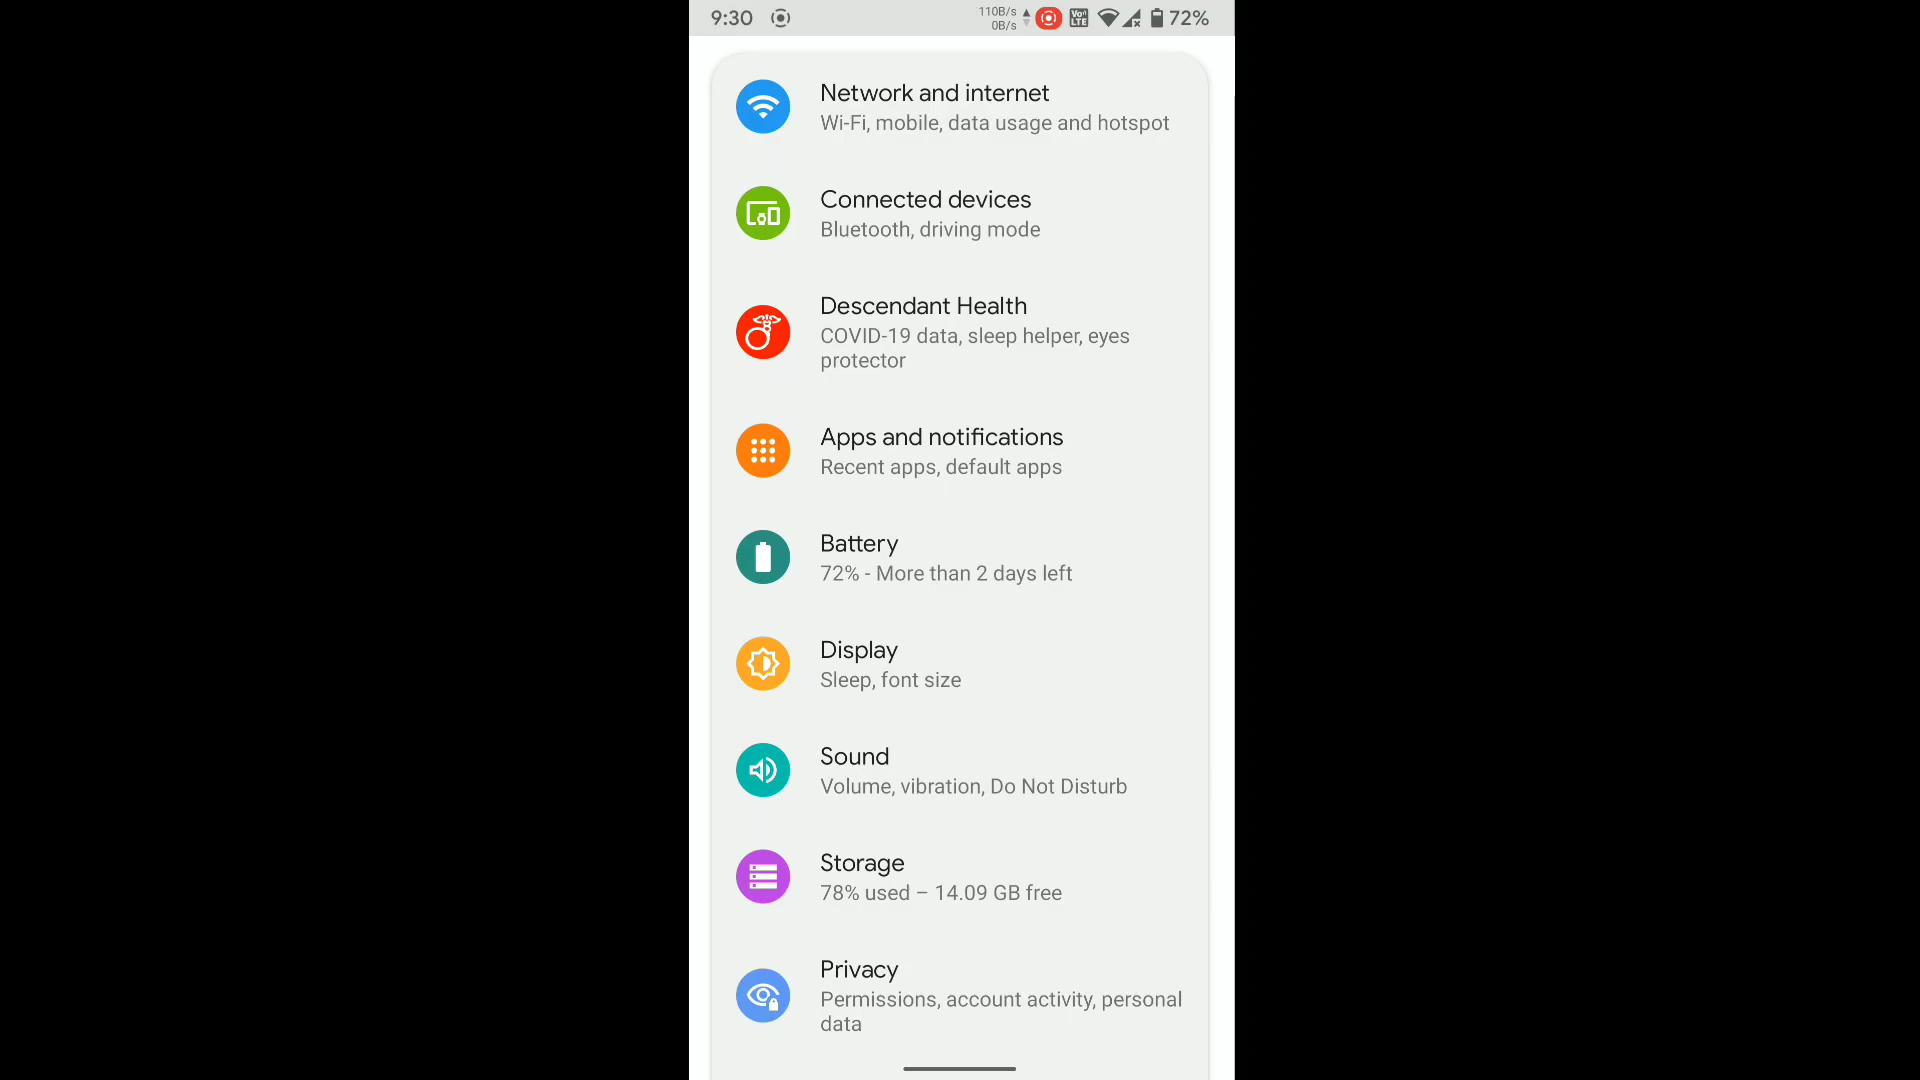 9:30
110B/s
0B/s
Vo LTE
72%
Network and internet
Wi-Fi, mobile, data usage and hotspot
Connected devices
Bluetooth, driving mode
Descendant Health
COVID-19 data, sleep helper, eyes
protector
Apps and notifications
Recent apps, default apps
Battery
72% - More than 2 days left
Display
Sleep, font size
Sound
Volume, vibration, Do Not Disturb
Storage
78% used – 14.09 GB free
Privacy
Permissions, account activity, personal
data